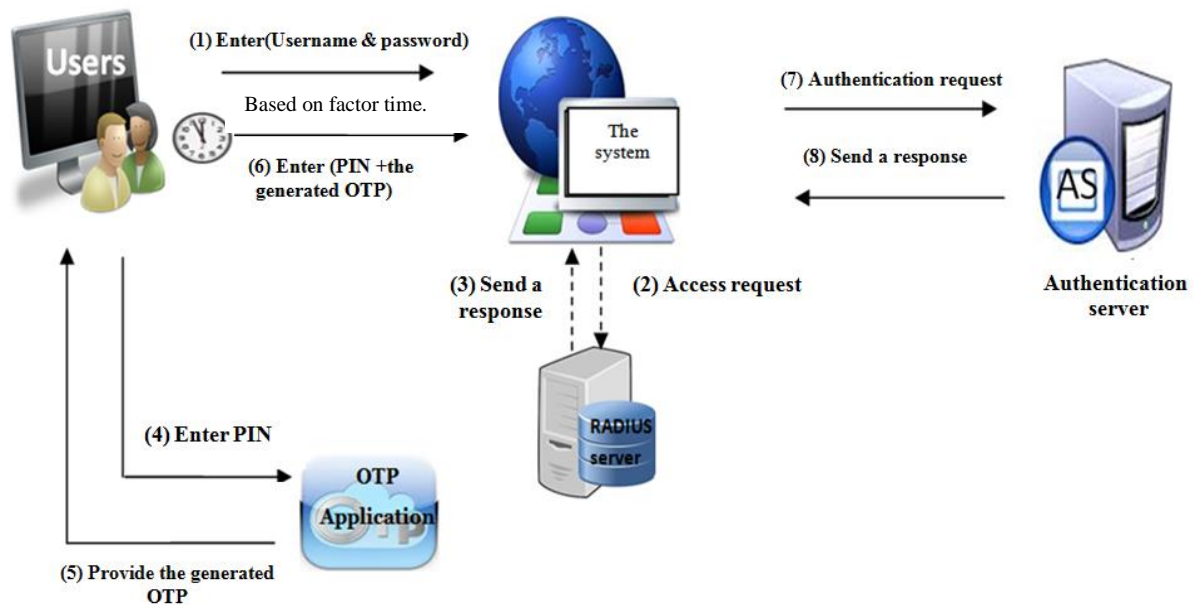 Users
(1) Enter(Username & password)
Based on factor time.
(6) Enter (PIN +the
generated OTP)
The
system
(7) Authentication request
(8) Send a response
AS
Authentication
server
(3) Send a
response
(2) Access request
RADIUS
server
(4) Enter PIN
OTP
Application
OTP
(5) Provide the generated
OTP